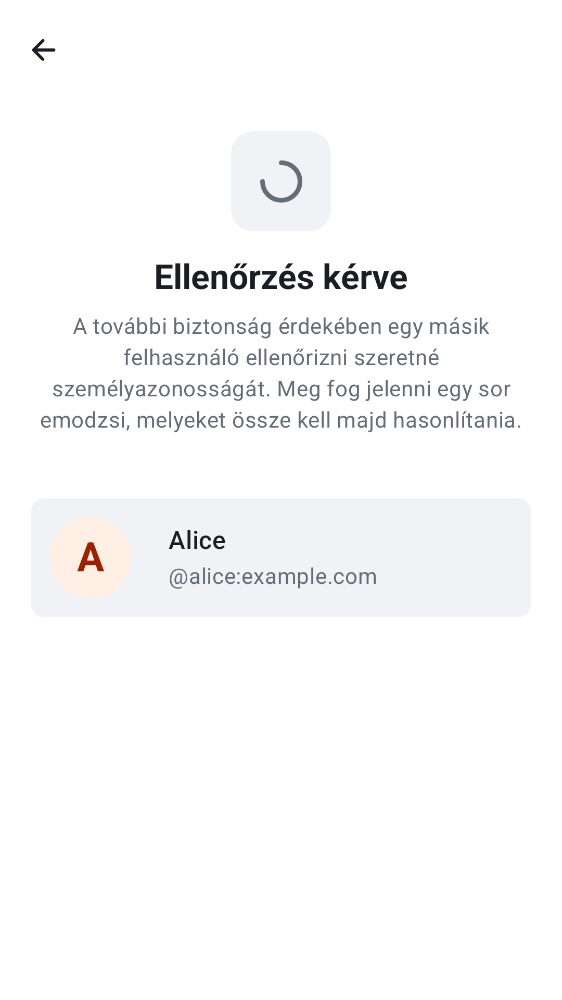 Ellenőrzés kérve
A további biztonság érdekében egy másik
felhasználó ellenőrizni szeretné
személyazonosságát. Meg fog jelenni egy sor
emodzsi, melyeket össze kell majd hasonlítania.
A
Alice
@alice:example.com